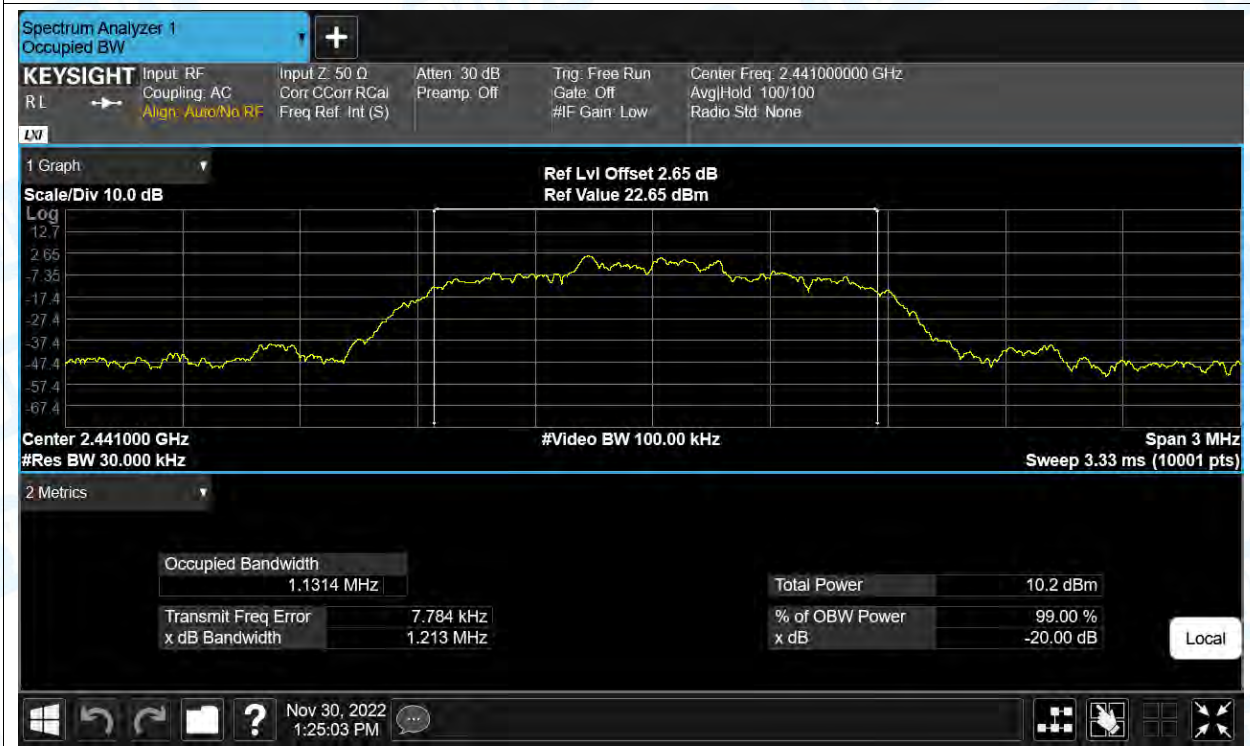 Spectrum Analyzer 1
Occupied BW
KEYSIGHT
RL
LXI
Input: RF
Coupling: AC
Align: Auto/No RF
Input Z: 50 Ω
Corr CCorr RCal
Freq Ref: Int (S)
Atten: 30 dB
Preamp: Off
Trig: Free Run
Gate: Off
#IF Gain: Low
Center Freq: 2.441000000 GHz
Avg|Hold: 100/100
Radio Std: None
1 Graph
Scale/Div 10.0 dB
Ref Lvl Offset 2.65 dB
Ref Value 22.65 dBm
Log
12.7
2.65
-7.35
-17.4
-27.4
-37.4
-47.4
-57.4
-67.4
Center 2.441000 GHz
#Res BW 30.000 kHz
#Video BW 100.00 kHz
Span 3 MHz
Sweep 3.33 ms (10001 pts)
2 Metrics
Occupied Bandwidth
1.1314 MHz
Transmit Freq Error 7.784 kHz
x dB Bandwidth 1.213 MHz
Total Power 10.2 dBm
% of OBW Power 99.00 %
x dB -20.00 dB
Local
?
Nov 30, 2022
1:25:03 PM